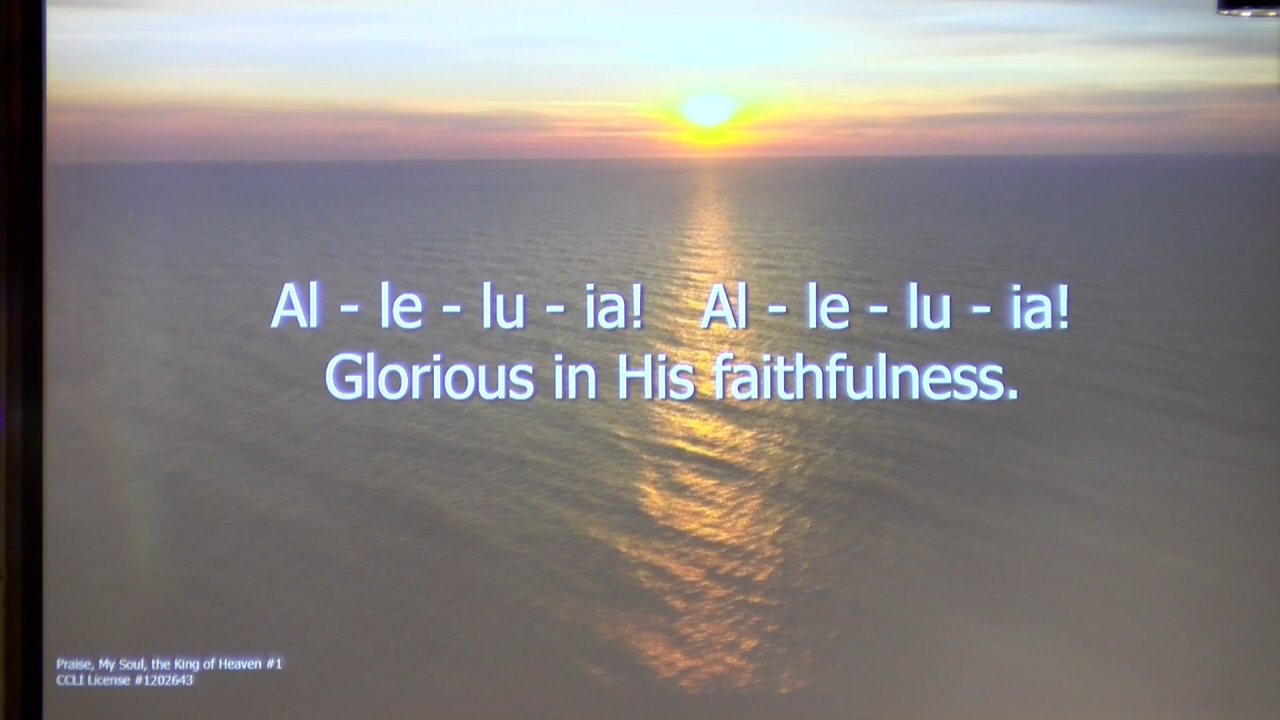 Al - le - lu - ia!   Al - le - lu - ia!
Glorious in His faithfulness.
Praise, My Soul, the King of Heaven #1
CCLI License #1202643